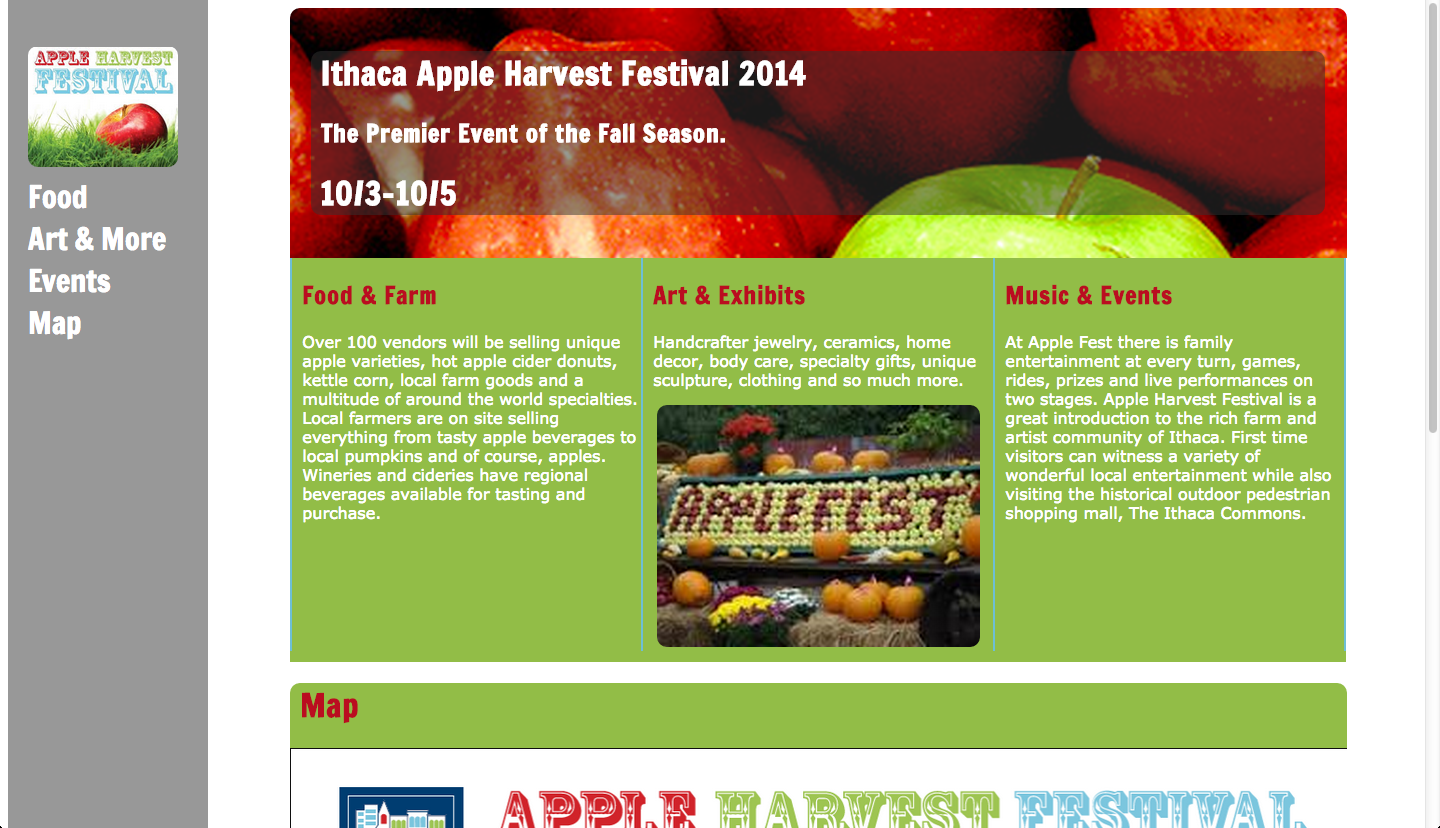 APPLE HARVEST
FESTIVAL
Food
Art & More
Events
Map
Ithaca Apple Harvest Festival 2014
The Premier Event of the Fall Season.
10/3-10/5
Food & Farm
Over 100 vendors will be selling unique
apple varieties, hot apple cider donuts,
kettle corn, local farm goods and a
multitude of around the world specialties.
Local farmers are on site selling
everything from tasty apple beverages to
local pumpkins and of course, apples.
Wineries and cideries have regional
beverages available for tasting and
purchase.
Art & Exhibits
Handcrafter jewelry, ceramics, home
decor, body care, specialty gifts, unique
sculpture, clothing and so much more.
APPLE FEST
Music & Events
At Apple Fest there is family
entertainment at every turn, games,
rides, prizes and live performances on
two stages. Apple Harvest Festival is a
great introduction to the rich farm and
artist community of Ithaca. First time
visitors can witness a variety of
wonderful local entertainment while also
visiting the historical outdoor pedestrian
shopping mall, The Ithaca Commons.
Map
APPLE HARVEST FESTIVAL